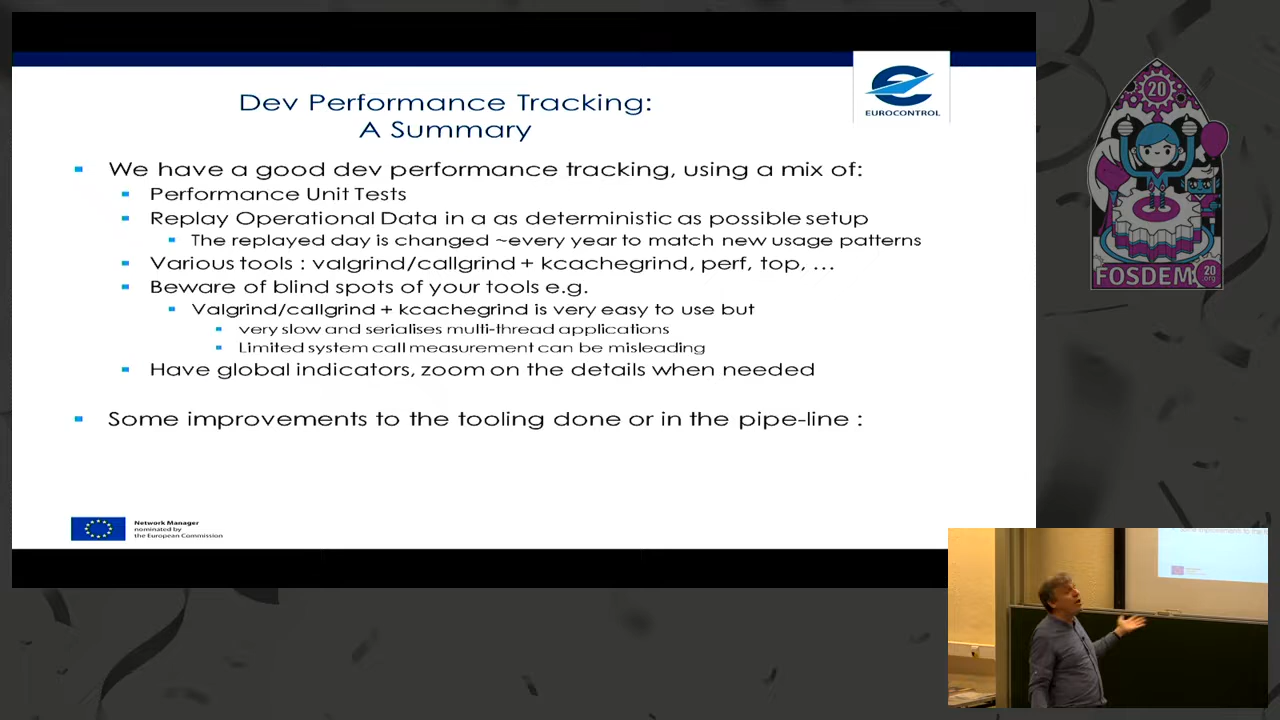 Dev Performance Tracking:
A Summary
EUROCONTROL
We have a good dev performance tracking, using a mix of:
Performance Unit Tests
Replay Operational Data in a as deterministic as possible setup
The replayed day is changed ~every year to match new usage patterns
Various tools : valgrind/callgrind + kcachegrind, perf, top, …
Beware of blind spots of your tools e.g.
Valgrind/callgrind + kcachegrind is very easy to use but
very slow and serialises multi-thread applications
Limited system call measurement can be misleading
Have global indicators, zoom on the details when needed
Some improvements to the tooling done or in the pipe-line :
Network Manager
nominated by
the European Commission
20
FOSDEM
20
.org